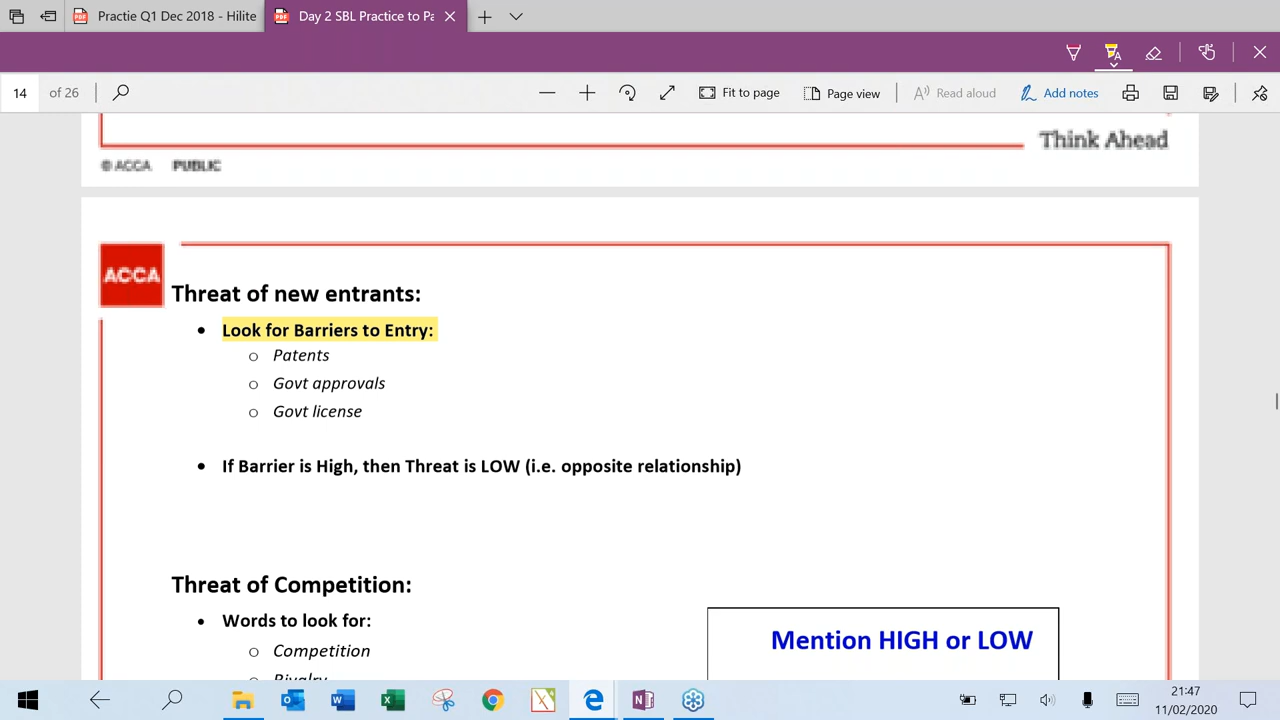 Practie Q1 Dec 2018 - Hilite
Day 2 SBL Practice to Pa
14 of 26
Fit to page
Page view
Read aloud
Add notes
Think Ahead
© ACCA PUBLIC
ACCA
Threat of new entrants:
• Look for Barriers to Entry:
o Patents
o Govt approvals
o Govt license
• If Barrier is High, then Threat is LOW (i.e. opposite relationship)
Threat of Competition:
• Words to look for:
Mention HIGH or LOW
o Competition
o Rivalry
21:47
11/02/2020